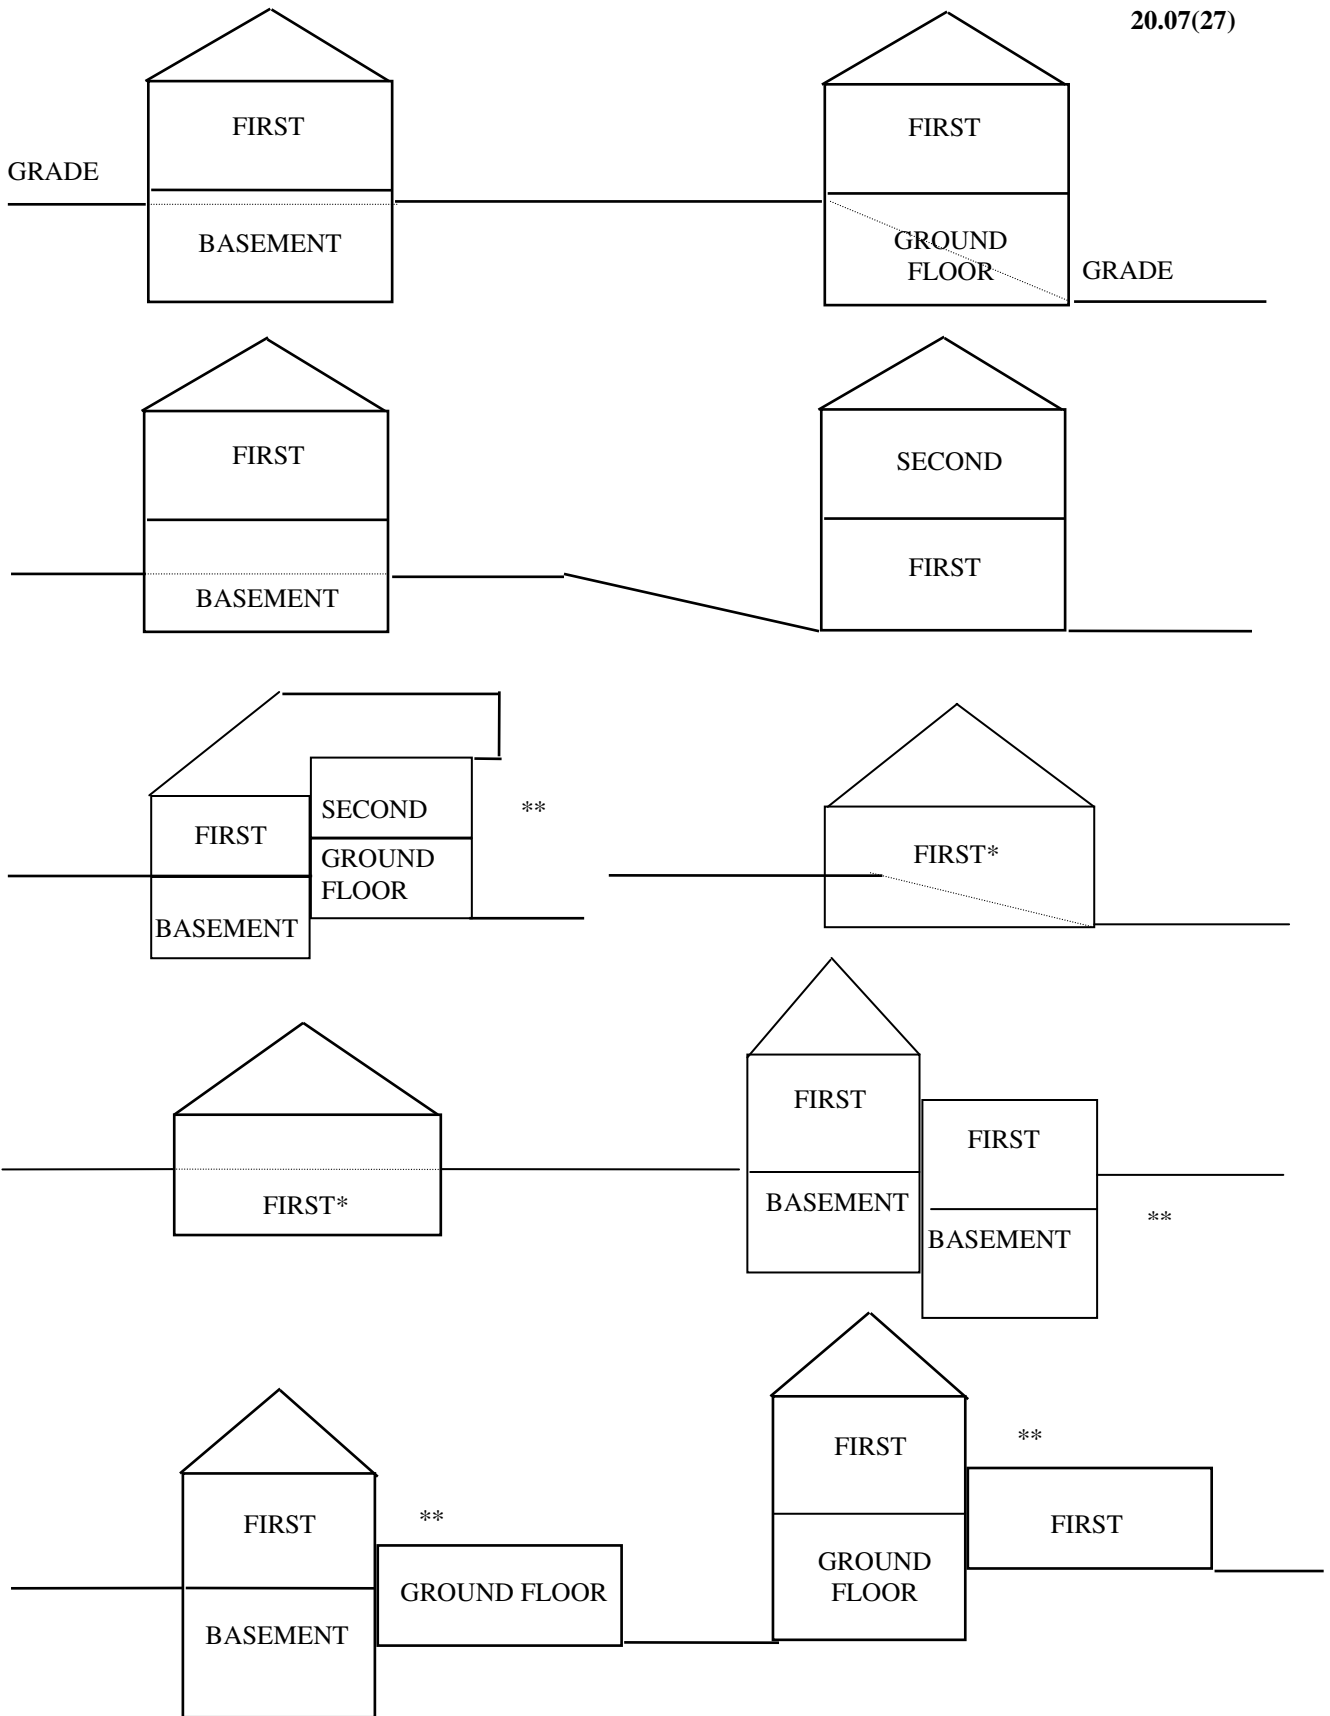 20.07(27)
FIRST
FIRST
GRADE
BASEMENT
GROUND
FLOOR
GRADE
FIRST
SECOND
BASEMENT
FIRST
FIRST
SECOND
**
GROUND
FLOOR
BASEMENT
FIRST*
FIRST*
FIRST
BASEMENT
FIRST
BASEMENT
**
FIRST
**
GROUND FLOOR
BASEMENT
FIRST
**
FIRST
GROUND
FLOOR